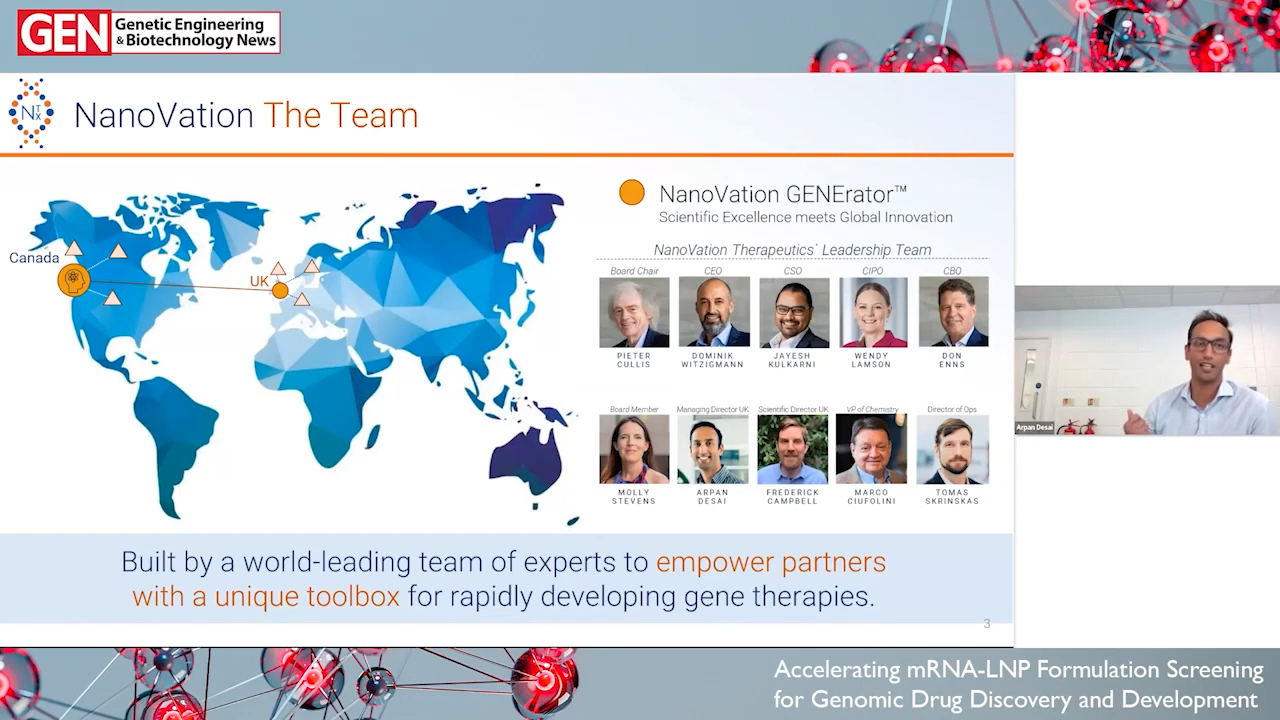 GEN Genetic Engineering
& Biotechnology News
NTX
NanoVation The Team
Canada
UK
NanoVation GENErator™
Scientific Excellence meets Global Innovation
NanoVation Therapeutics` Leadership Team
Board Chair
CEO
CSO
CIPO
CBO
PIETER
CULLIS
DOMINIK
WITZIGMANN
JAYESH
KULKARNI
WENDY
LAMSON
DON
ENNS
Board Member
Managing Director UK
Scientific Director UK
VP of Chemistry
Director of Ops
MOLLY
STEVENS
ARPAN
DESAI
FREDERICK
CAMPBELL
MARCO
CIUFOLINI
TOMAS
SKRINSKAS
Arpan Desai
Built by a world-leading team of experts to empower partners
with a unique toolbox for rapidly developing gene therapies.
3
Accelerating mRNA-LNP Formulation Screening
for Genomic Drug Discovery and Development